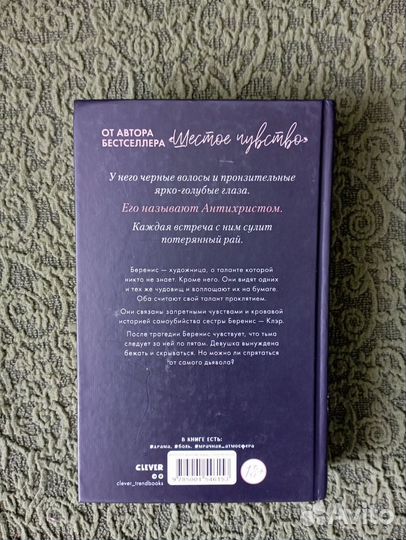 ОТ АВТОРА
БЕСТСЕЛЛЕРА «Шестое чувство»
У него черные волосы и пронзительные
ярко-голубые глаза.
Его называют Антихристом.
Каждая встреча с ним сулит
потерянный рай.
Беренис — художница, о таланте которой
никто не знает. Кроме него. Они видят одних
и тех же чудовищ и воплощают их на бумаге.
Оба считают свой талант проклятием.
Они связаны запретными чувствами и кровавой
историей самоубийства сестры Беренис — Клэр.
После трагедии Беренис чувствует, что тьма
следует за ней по пятам. Девушка вынуждена
бежать и скрываться. Но можно ли спрятаться
от самого дьявола?
В КНИГЕ ЕСТЬ:
#драма, #боль, #мрачная_атмосфера
CLEVER
clever_trendbooks
9 785001 546153
Avito